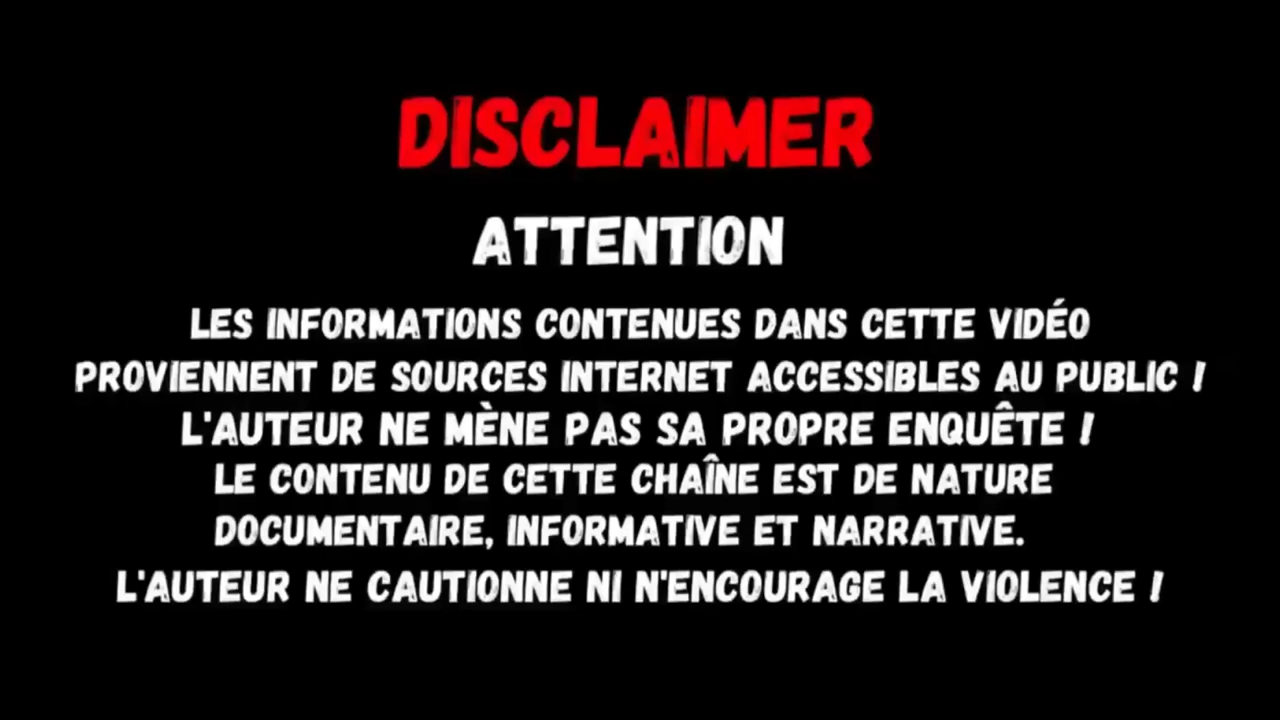 DISCLAIMER
ATTENTION
LES INFORMATIONS CONTENUES DANS CETTE VIDÉO
PROVIENNENT DE SOURCES INTERNET ACCESSIBLES AU PUBLIC !
L'AUTEUR NE MÈNE PAS SA PROPRE ENQUÊTE !
LE CONTENU DE CETTE CHAÎNE EST DE NATURE
DOCUMENTAIRE, INFORMATIVE ET NARRATIVE.
L'AUTEUR NE CAUTIONNE NI N'ENCOURAGE LA VIOLENCE !